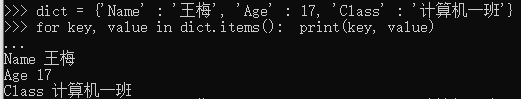 >>> dict = {'Name' : '王梅', 'Age' : 17, 'Class' : '计算机一班'}
>>> for key, value in dict.items():  print(key, value)
...
Name 王梅
Age 17
Class 计算机一班